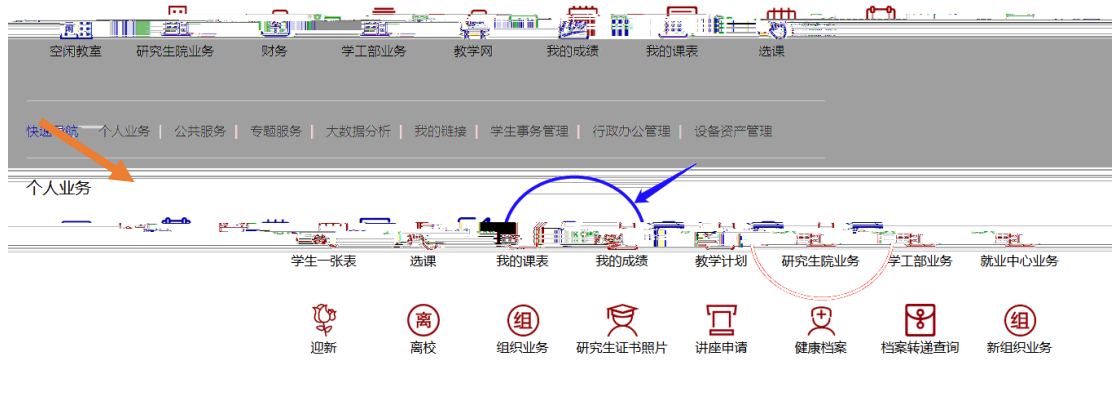 空闲教室 研究生院业务 财务 学工部业务 教学网 我的成绩 我的课表 选课
快速导航 个人业务 | 公共服务 | 专题服务 | 大数据分析 | 我的链接 | 学生事务管理 | 行政办公管理 | 设备资产管理
个人业务
学生一张表 选课 我的课表 我的成绩 教学计划 研究生院业务 学工部业务 就业中心业务
离 组 组
迎新 离校 组织业务 研究生证书照片 讲座申请 健康档案 档案转递查询 新组织业务